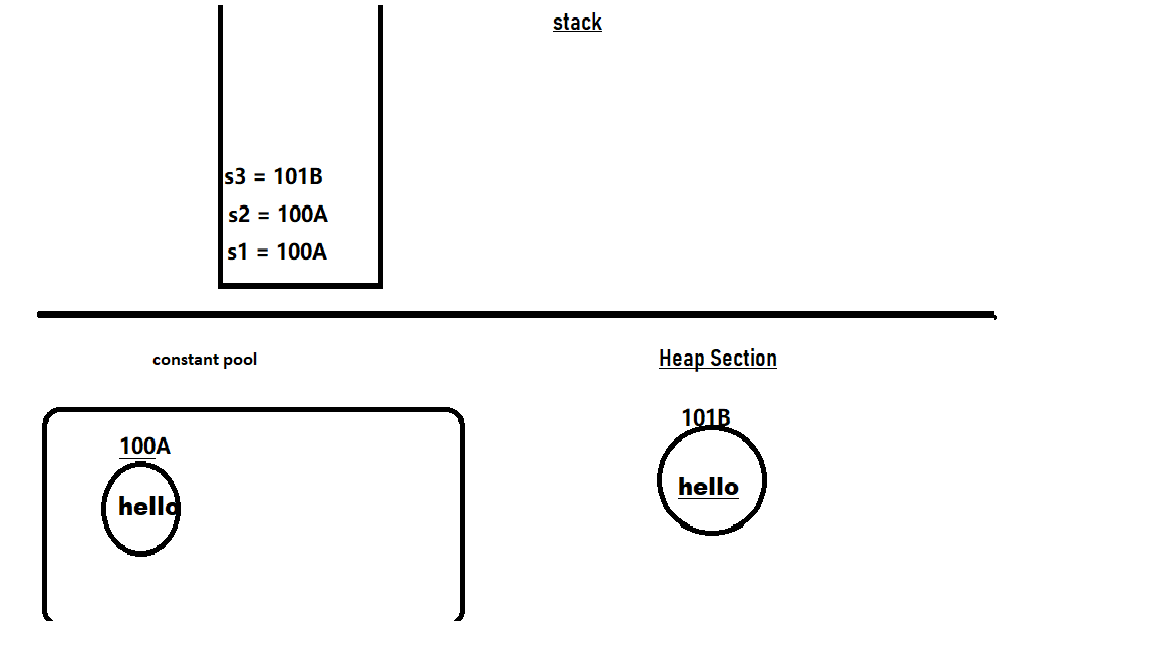 stack
s3 = 101B
s2 = 100A
s1 = 100A
constant pool
Heap Section
100A
hello
101B
hello